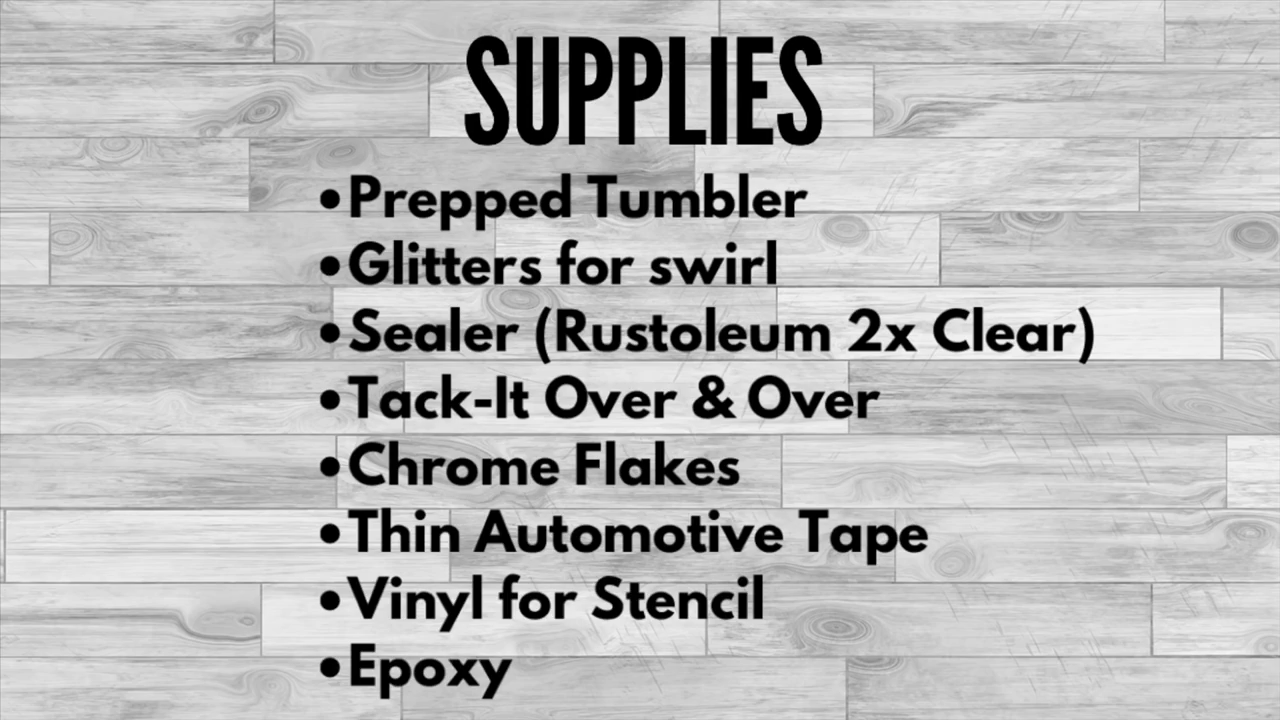 SUPPLIES
•Prepped Tumbler
•Glitters for swirl
•Sealer (Rustoleum 2x Clear)
•Tack-It Over & Over
•Chrome Flakes
•Thin Automotive Tape
•Vinyl for Stencil
•Epoxy